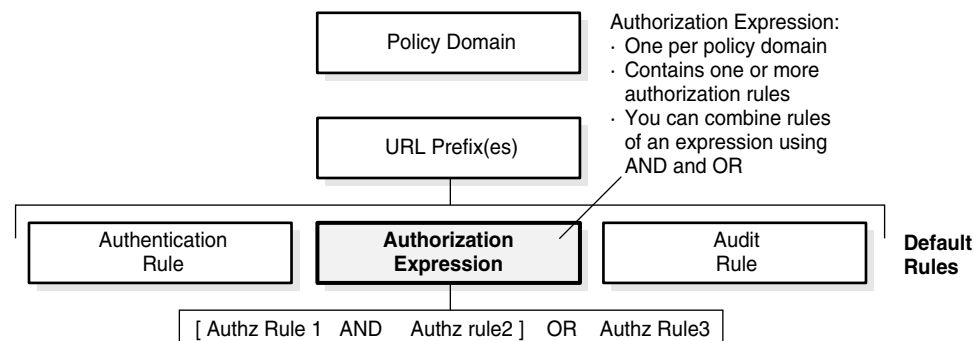 Policy Domain
Authorization Expression:
· One per policy domain
· Contains one or more
authorization rules
· You can combine rules
of an expression using
AND and OR
URL Prefix(es)
Authentication
Rule
Authorization
Expression
Audit
Rule
Default
Rules
[ Authz Rule 1 AND Authz rule2 ] OR Authz Rule3